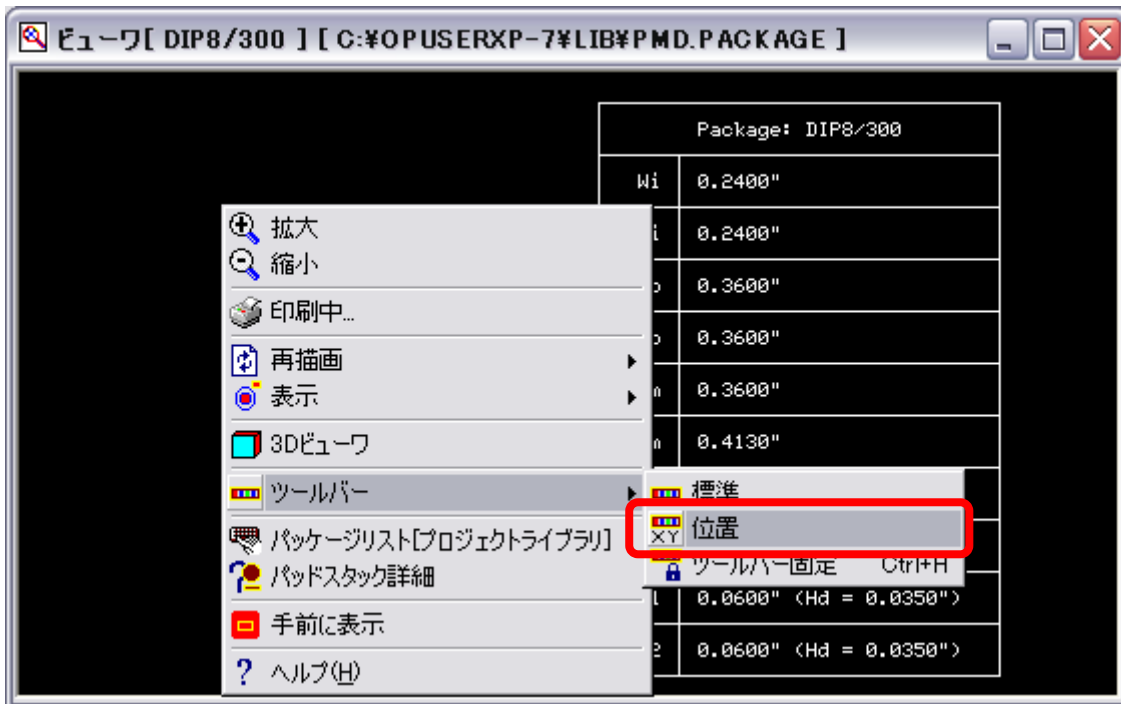 ビューワ[ DIP8/300 ] [ C:¥OPUSERXP-7¥LIB¥PMD.PACKAGE ]
Package: DIP8/300
Wi 0.2400"
i 0.2400"
0.3600"
0.3600"
0.3600"
0.4130"
0.0600" (Hd = 0.0350")
2 0.0600" (Hd = 0.0350")
拡大
縮小
印刷中...
再描画
表示
3Dビューワ
ツールバー
パッケージリスト[プロジェクトライブラリ]
パッドスタック詳細
手前に表示
? ヘルプ(H)
標準
XY 位置
ツールバー固定 Ctrl+H